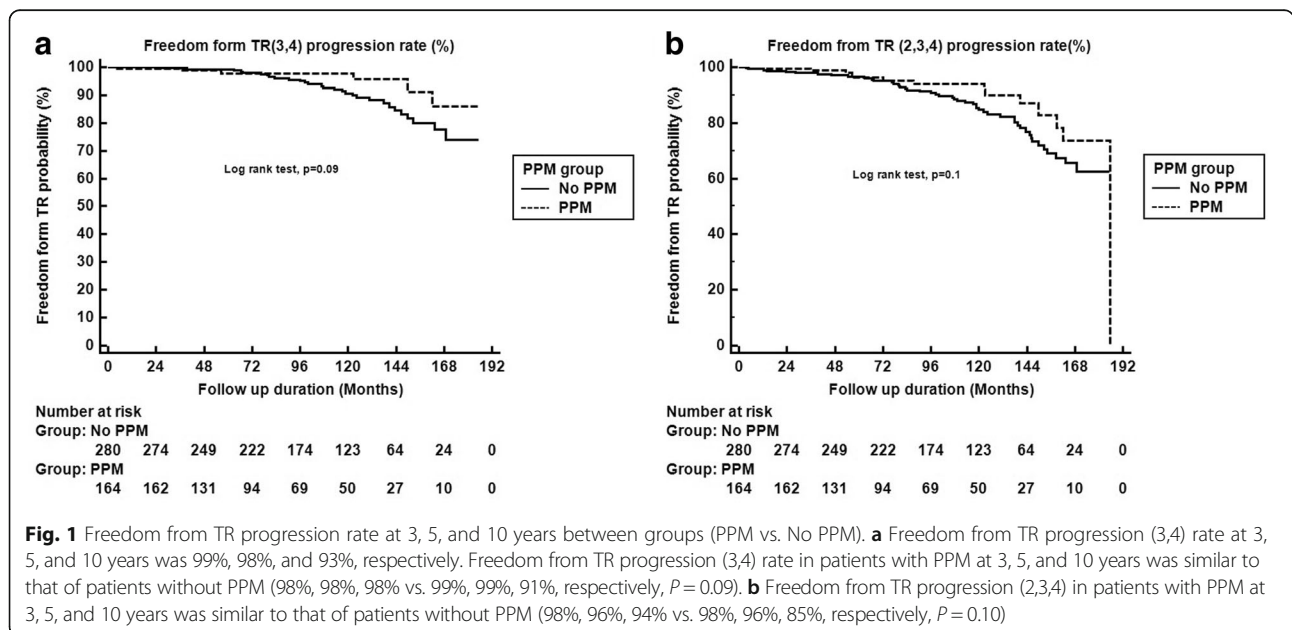 a
Freedom form TR(3,4) progression rate (%)
Freedom form TR probability (%)
100
90
80
70
60
50
40
30
20
10
0
Log rank test, p=0.09
PPM group
No PPM
PPM
0 24 48 72 96 120 144 168 192
Follow up duration (Months)
Number at risk
Group: No PPM
280 274 249 222 174 123 64 24 0
Group: PPM
164 162 131 94 69 50 27 10 0
b
Freedom from TR (2,3,4) progression rate(%)
Freedom from TR probability (%)
100
90
80
70
60
50
40
30
20
10
0
Log rank test, p=0.1
PPM group
No PPM
PPM
0 24 48 72 96 120 144 168 192
Follow up duration (Months)
Number at risk
Group: No PPM
280 274 249 222 174 123 64 24 0
Group: PPM
164 162 131 94 69 50 27 10 0
Fig. 1 Freedom from TR progression rate at 3, 5, and 10 years between groups (PPM vs. No PPM). a Freedom from TR progression (3,4) rate at 3,
5, and 10 years was 99%, 98%, and 93%, respectively. Freedom from TR progression (3,4) rate in patients with PPM at 3, 5, and 10 years was similar to
that of patients without PPM (98%, 98%, 98% vs. 99%, 99%, 91%, respectively, P = 0.09). b Freedom from TR progression (2,3,4) in patients with PPM at
3, 5, and 10 years was similar to that of patients without PPM (98%, 96%, 94% vs. 98%, 96%, 85%, respectively, P = 0.10)